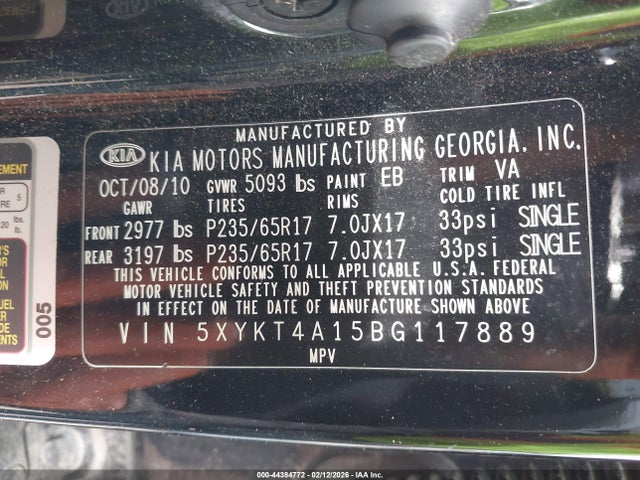 MANUFACTURED BY
KIA KIA MOTORS MANUFACTURING GEORGIA, INC.
OCT/08/10 GVWR 5093 lbs PAINT EB TRIM VA
GAWR TIRES RIMS COLD TIRE INFL
FRONT 2977 lbs P235/65R17 7.0JX17 33psi SINGLE
REAR 3197 lbs P235/65R17 7.0JX17 33psi SINGLE
THIS VEHICLE CONFORMS TO ALL APPLICABLE U.S.A. FEDERAL
MOTOR VEHICLE SAFETY AND THEFT PREVENTION STANDARDS
IN EFFECT ON THE DATE OF MANUFACTURE SHOWN ABOVE
VIN 5XYKT4A15BG117889
MPV
005
000-44384772 - 02/12/2026 - IAA Inc.